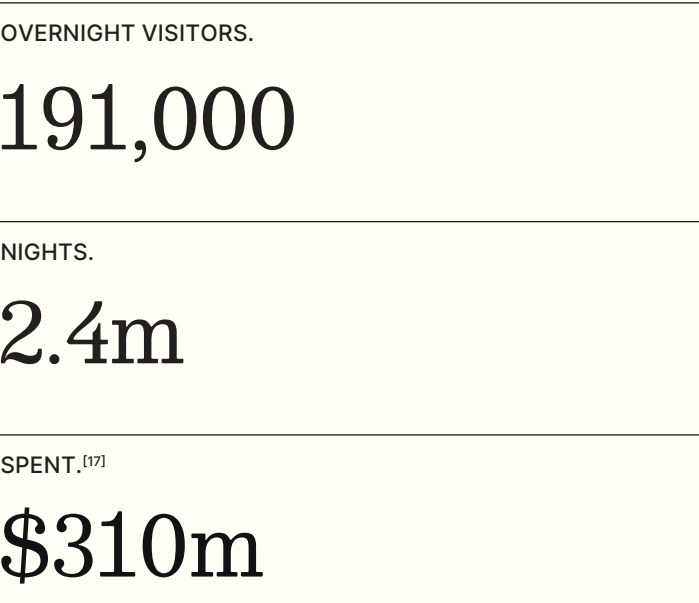 OVERNIGHT VISITORS.
191,000
NIGHTS.
2.4m
SPENT.[17]
$310m